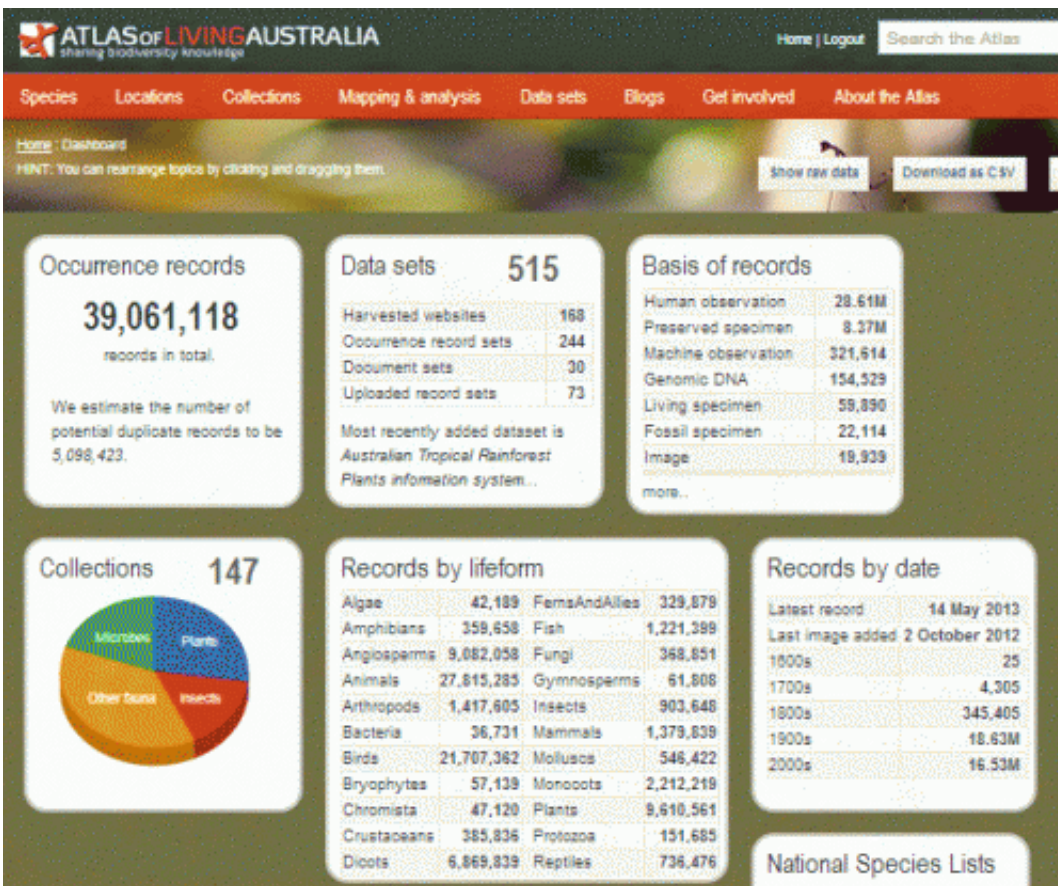 ATLAS OF LIVING AUSTRALIA
sharing biodiversity knowledge
Home | Logout
Search the Atlas
Species Locations Collections Mapping & analysis Data sets Blogs Get involved About the Atlas
Home : Dashboard
HINT: You can rearrange topics by clicking and dragging them.
Show raw data
Download as CSV
Occurrence records
39,061,118
records in total.
We estimate the number of
potential duplicate records to be
5,098,423.
Data sets 515
Harvested websites 168
Occurrence record sets 244
Document sets 30
Uploaded record sets 73
Most recently added dataset is
Australian Tropical Rainforest
Plants information system...
Basis of records
Human observation 28.61M
Preserved specimen 8.37M
Machine observation 321,614
Genomic DNA 154,529
Living specimen 59,890
Fossil specimen 22,114
Image 19,939
more..
Collections 147
Microbes
Plants
Other fauna
Insects
Records by lifeform
Algae 42,189 FernsAndAllies 329,879
Amphibians 359,658 Fish 1,221,399
Angiosperms 9,082,058 Fungi 368,851
Animals 27,815,285 Gymnosperms 61,808
Arthropods 1,417,605 Insects 903,648
Bacteria 36,731 Mammals 1,379,839
Birds 21,707,362 Molluscs 546,422
Bryophytes 57,139 Monocots 2,212,219
Chromista 47,120 Plants 9,610,561
Crustaceans 385,836 Protozoa 151,685
Dicots 6,869,839 Reptiles 736,476
Records by date
Latest record 14 May 2013
Last image added 2 October 2012
1600s 25
1700s 4,305
1800s 345,405
1900s 18.63M
2000s 16.53M
National Species Lists